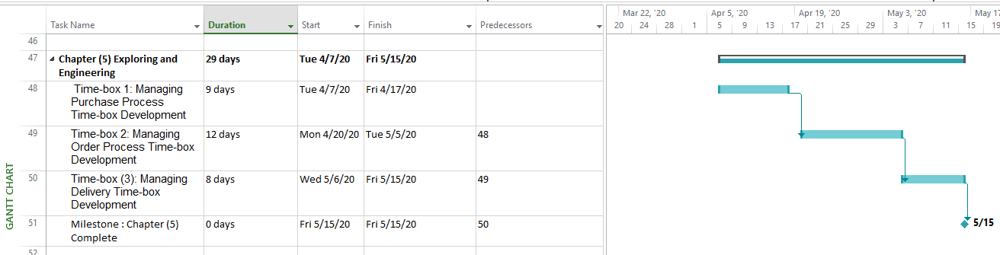 Task Name Duration Start Finish Predecessors
Mar 22, '20 Apr 5, '20 Apr 19, '20 May 3, '20 May 17
20 24 28 1 5 9 13 17 21 25 29 3 7 11 15 19
46
47 Chapter (5) Exploring and 29 days Tue 4/7/20 Fri 5/15/20
Engineering
48 Time-box 1: Managing 9 days Tue 4/7/20 Fri 4/17/20
Purchase Process
Time-box Development
49 Time-box 2: Managing 12 days Mon 4/20/20 Tue 5/5/20 48
Order Process Time-box
Development
50 Time-box (3): Managing 8 days Wed 5/6/20 Fri 5/15/20 49
Delivery Time-box
Development
51 Milestone : Chapter (5) 0 days Fri 5/15/20 Fri 5/15/20 50 5/15
Complete
52
GANTT CHART